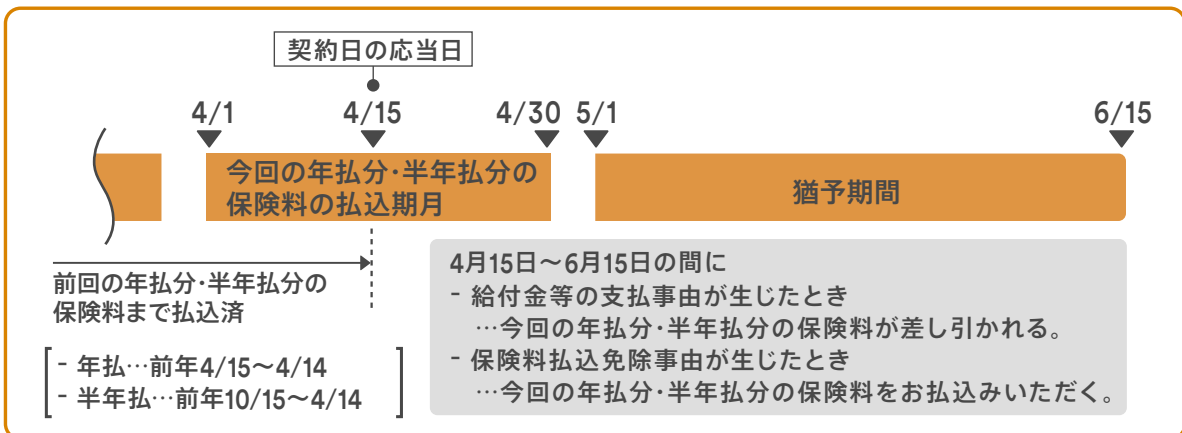 契約日の応当日
4/1
4/15
4/30
5/1
6/15
今回の年払分･半年払分の
保険料の払込期月
猶予期間
前回の年払分･半年払分の
保険料まで払込済
- 年払…前年4/15〜4/14
- 半年払…前年10/15〜4/14
4月15日〜6月15日の間に
- 給付金等の支払事由が生じたとき
…今回の年払分･半年払分の保険料が差し引かれる。
- 保険料払込免除事由が生じたとき
…今回の年払分･半年払分の保険料をお払込みいただく。